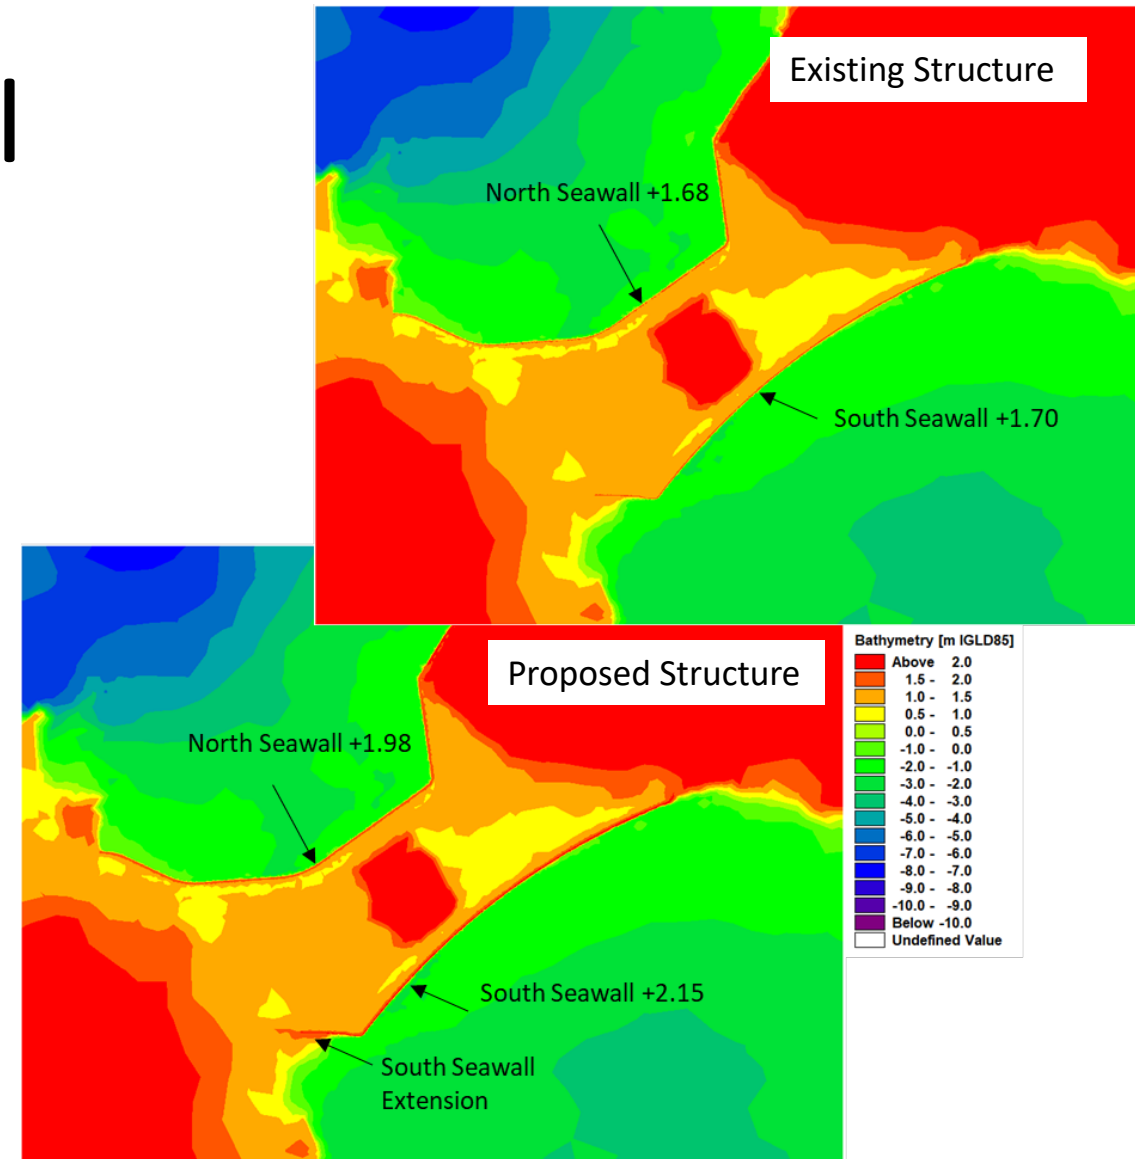 Existing Structure
North Seawall +1.68
South Seawall +1.70
Proposed Structure
North Seawall +1.98
South Seawall +2.15
South Seawall
Extension
Bathymetry [m IGLD85]
Above 2.0
1.5 - 2.0
1.0 - 1.5
0.5 - 1.0
0.0 - 0.5
-1.0 - 0.0
-2.0 - -1.0
-3.0 - -2.0
-4.0 - -3.0
-5.0 - -4.0
-6.0 - -5.0
-7.0 - -6.0
-8.0 - -7.0
-9.0 - -8.0
-10.0 - -9.0
Below -10.0
Undefined Value